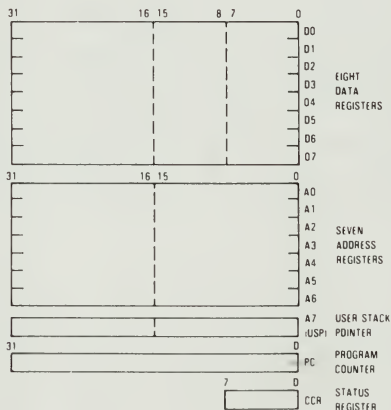 31 16 15 8 7 0
D0
D1
D2
D3
D4
D5
D6
D7
EIGHT
DATA
REGISTERS
31 16 15 0
A0
A1
A2
A3
A4
A5
A6
SEVEN
ADDRESS
REGISTERS
A7
(USP)
USER STACK
POINTER
31 0
PC
PROGRAM
COUNTER
7 0
CCR
STATUS
REGISTER